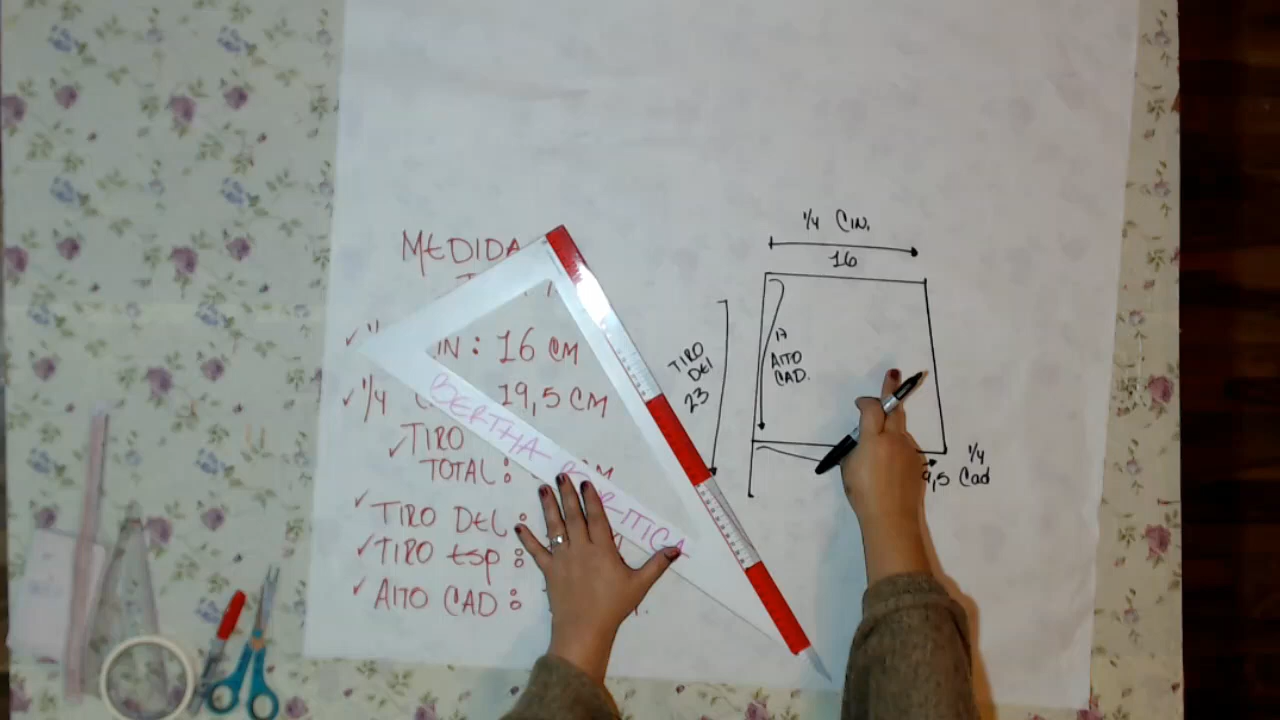 MEDIDA
IN: 16 CM
1/4 19,5 CM
TIRO
TOTAL:
TIRO DEL:
TIRO ESP:
ALTO CAD:
BERTHA
1/4 CIN.
16
TIRO
DEL
23
17
ALTO
CAD.
1/4
9,5 Cad